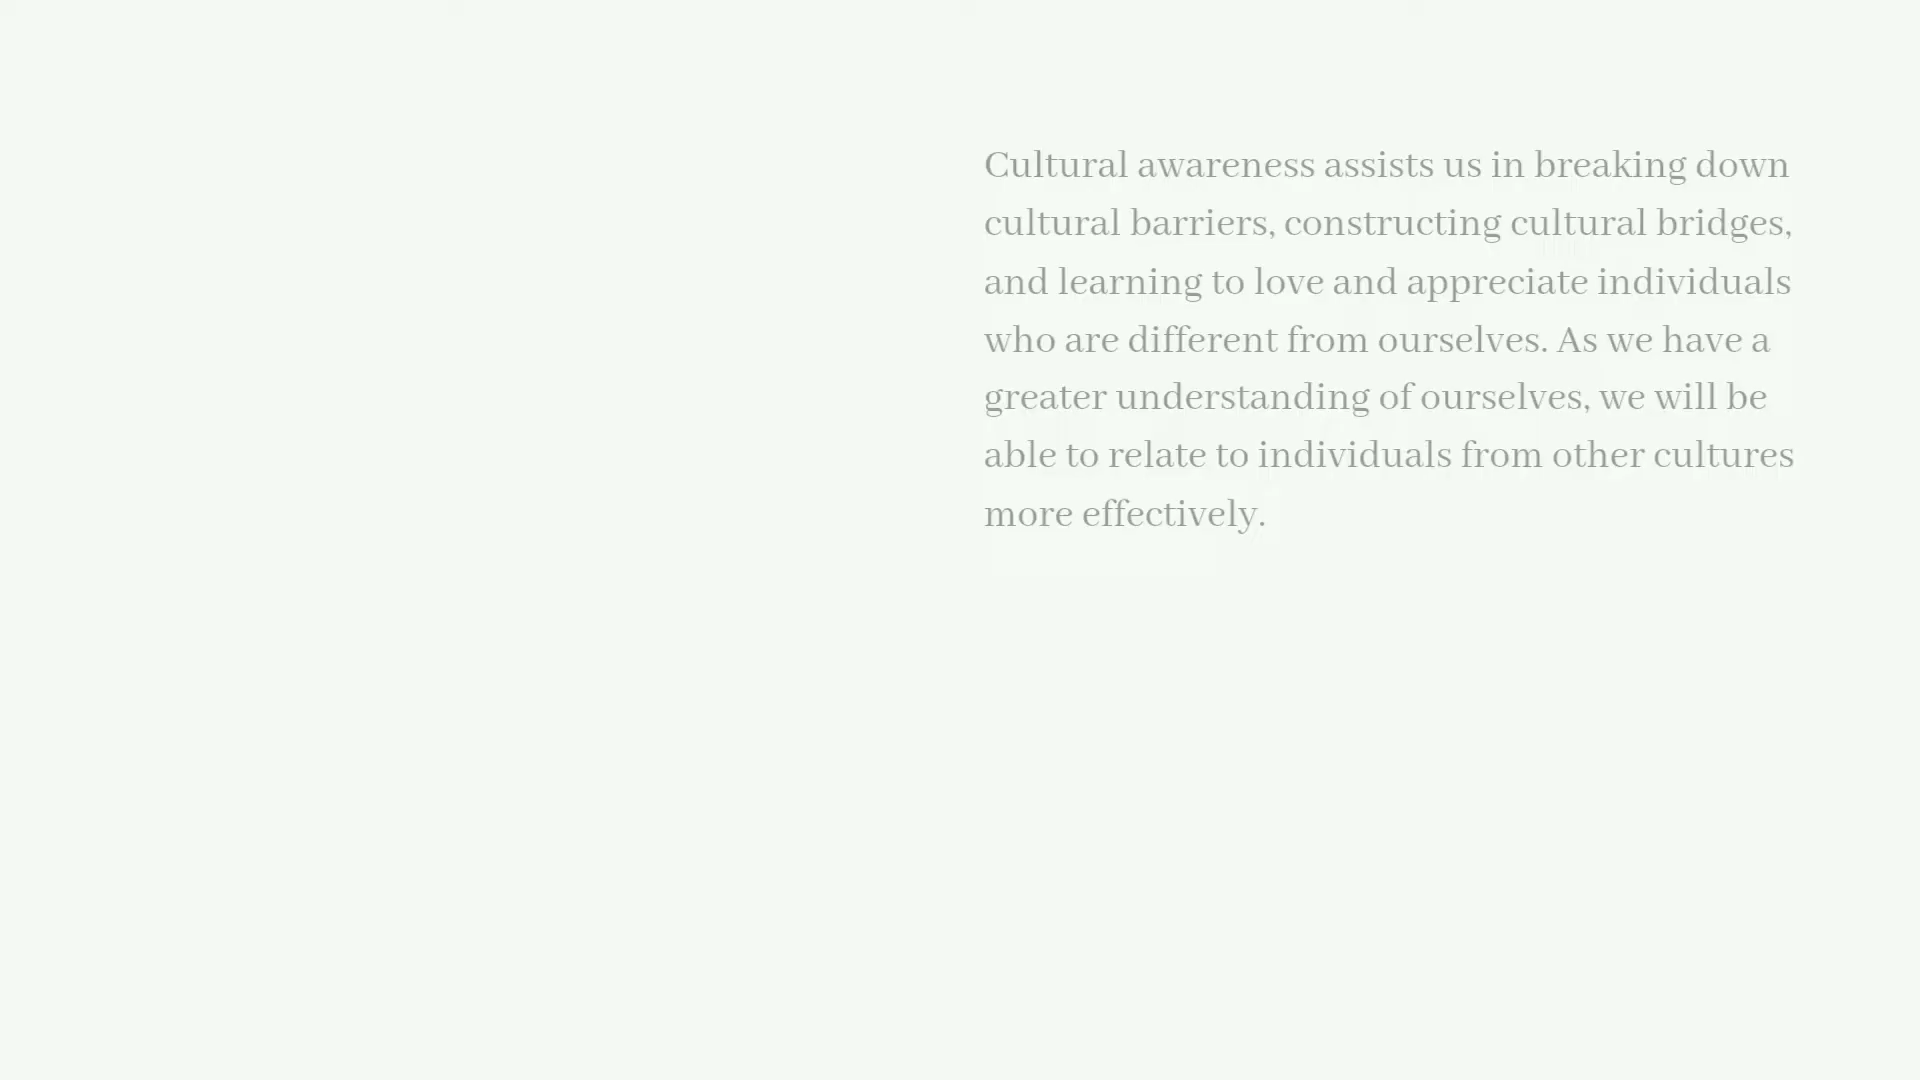 Cultural awareness assists us in breaking down
cultural barriers, constructing cultural bridges,
and learning to love and appreciate individuals
who are different from ourselves. As we have a
greater understanding of ourselves, we will be
able to relate to individuals from other cultures
more effectively.